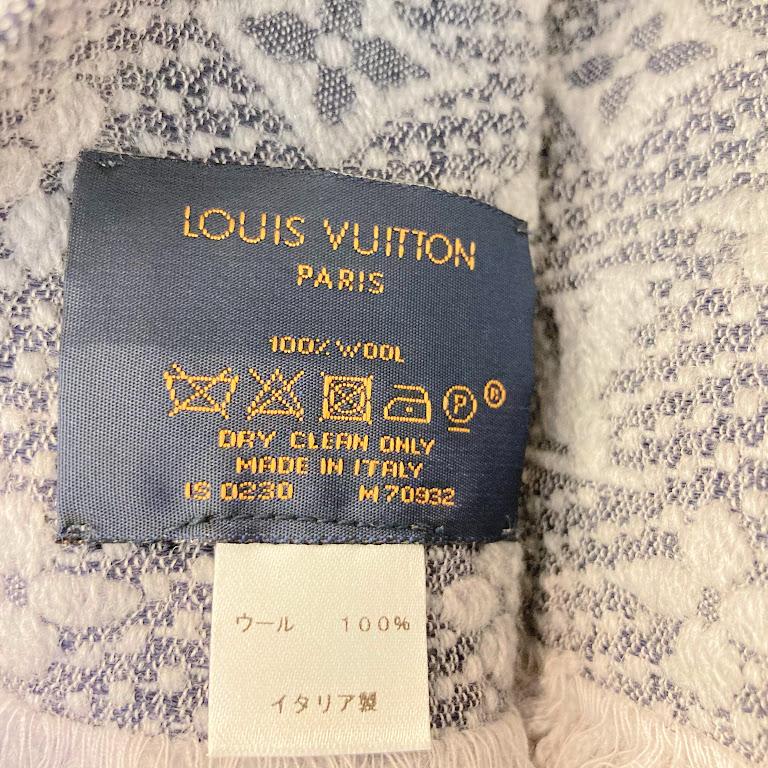 LOUIS VUITTON
PARIS
100% WOOL
P ®
DRY CLEAN ONLY
MADE IN ITALY
IS 0230 M70932
ウール 100%
イタリア製